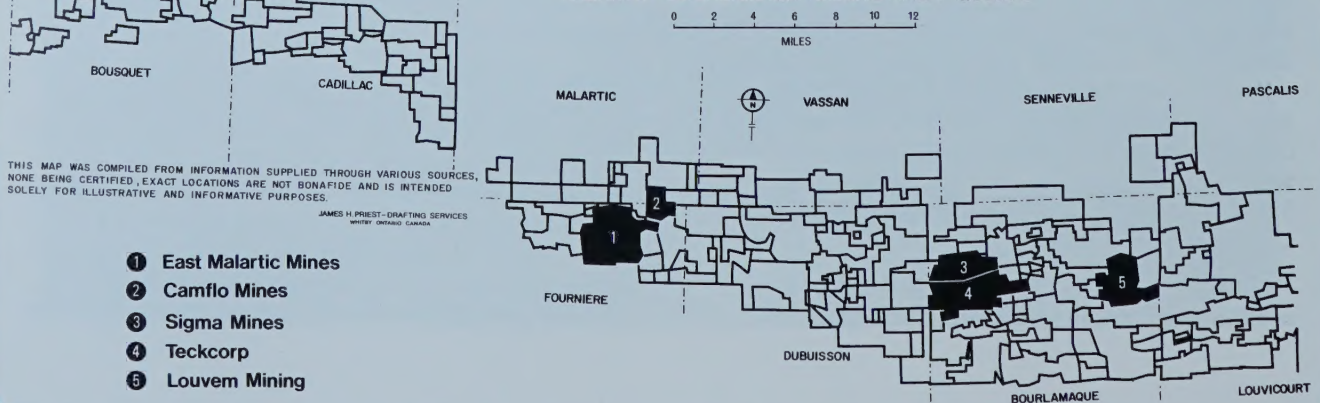 0 2 4 6 8 10 12
MILES
BOUSQUET
CADILLAC
MALARTIC
VASSAN
SENNEVILLE
PASCALIS
N
THIS MAP WAS COMPILED FROM INFORMATION SUPPLIED THROUGH VARIOUS SOURCES,
NONE BEING CERTIFIED, EXACT LOCATIONS ARE NOT BONAFIDE AND IS INTENDED
SOLELY FOR ILLUSTRATIVE AND INFORMATIVE PURPOSES.
JAMES H. PRIEST-DRAFTING SERVICES
WHITBY ONTARIO CANADA
1 East Malartic Mines
2 Camflo Mines
3 Sigma Mines
4 Teckcorp
5 Louvem Mining
2
1
3
4
5
FOURNIERE
DUBUISSON
BOURLAMAQUE
LOUVICOURT